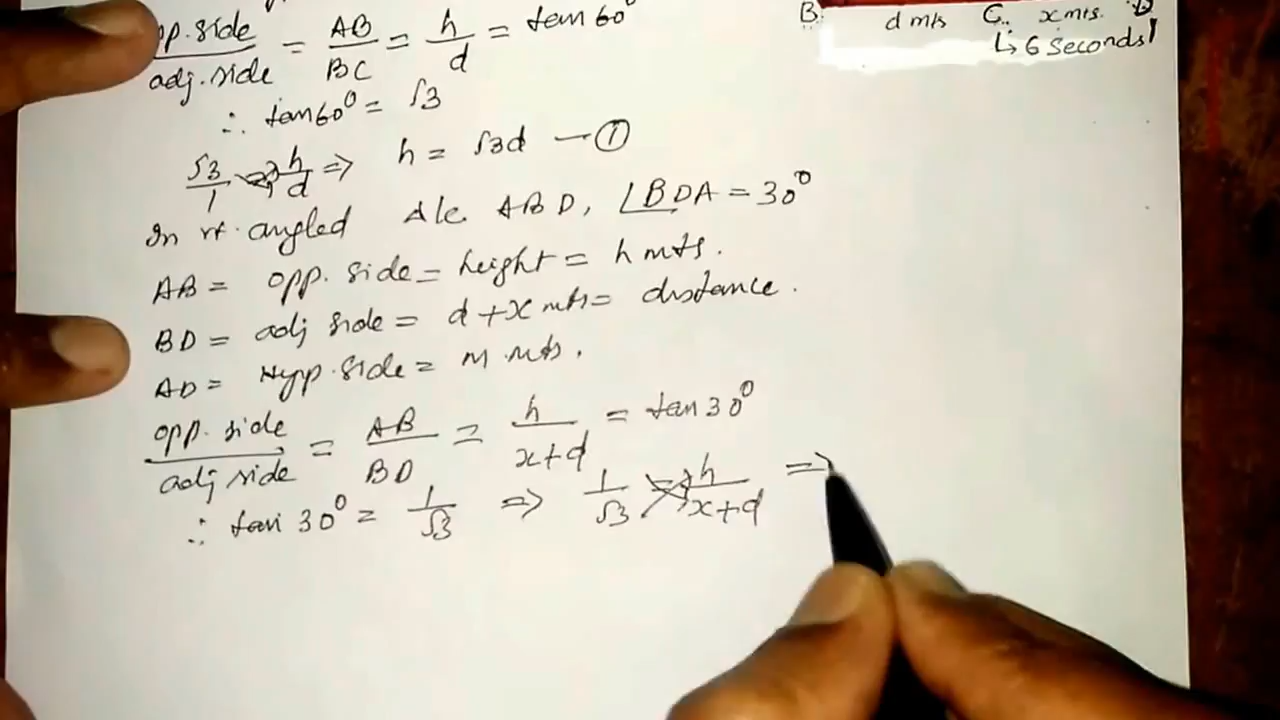 pp. side / adj. side = AB / BC = h / d = tan 60°
B d mts C x mts. D
↳ 6 Seconds
∴ tan 60° = √3
√3 / 1 = h / d ⇒ h = √3d — ①
In rt. angled Δle ABD, ∠BDA = 30°
AB = opp. side = height = h mts.
BD = adj side = d + x mts = distance.
AD = Hyp. side = m mts.
opp. side / adj side = AB / BD = h / x+d = tan 30°
∴ tan 30° = 1 / √3 ⇒ 1 / √3 = h / x+d ⇒